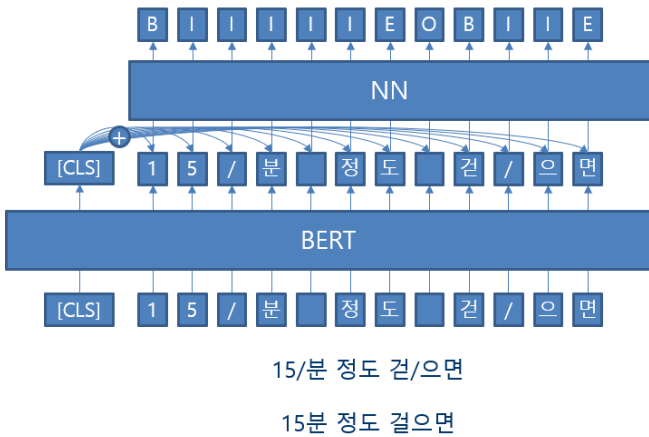 B I I I I I E O B I I E
NN
+
[CLS] 1 5 / 분 정 도 걷 / 으 면
BERT
[CLS] 1 5 / 분 정 도 걷 / 으 면
15/분 정도 걷/으면
15분 정도 걸으면